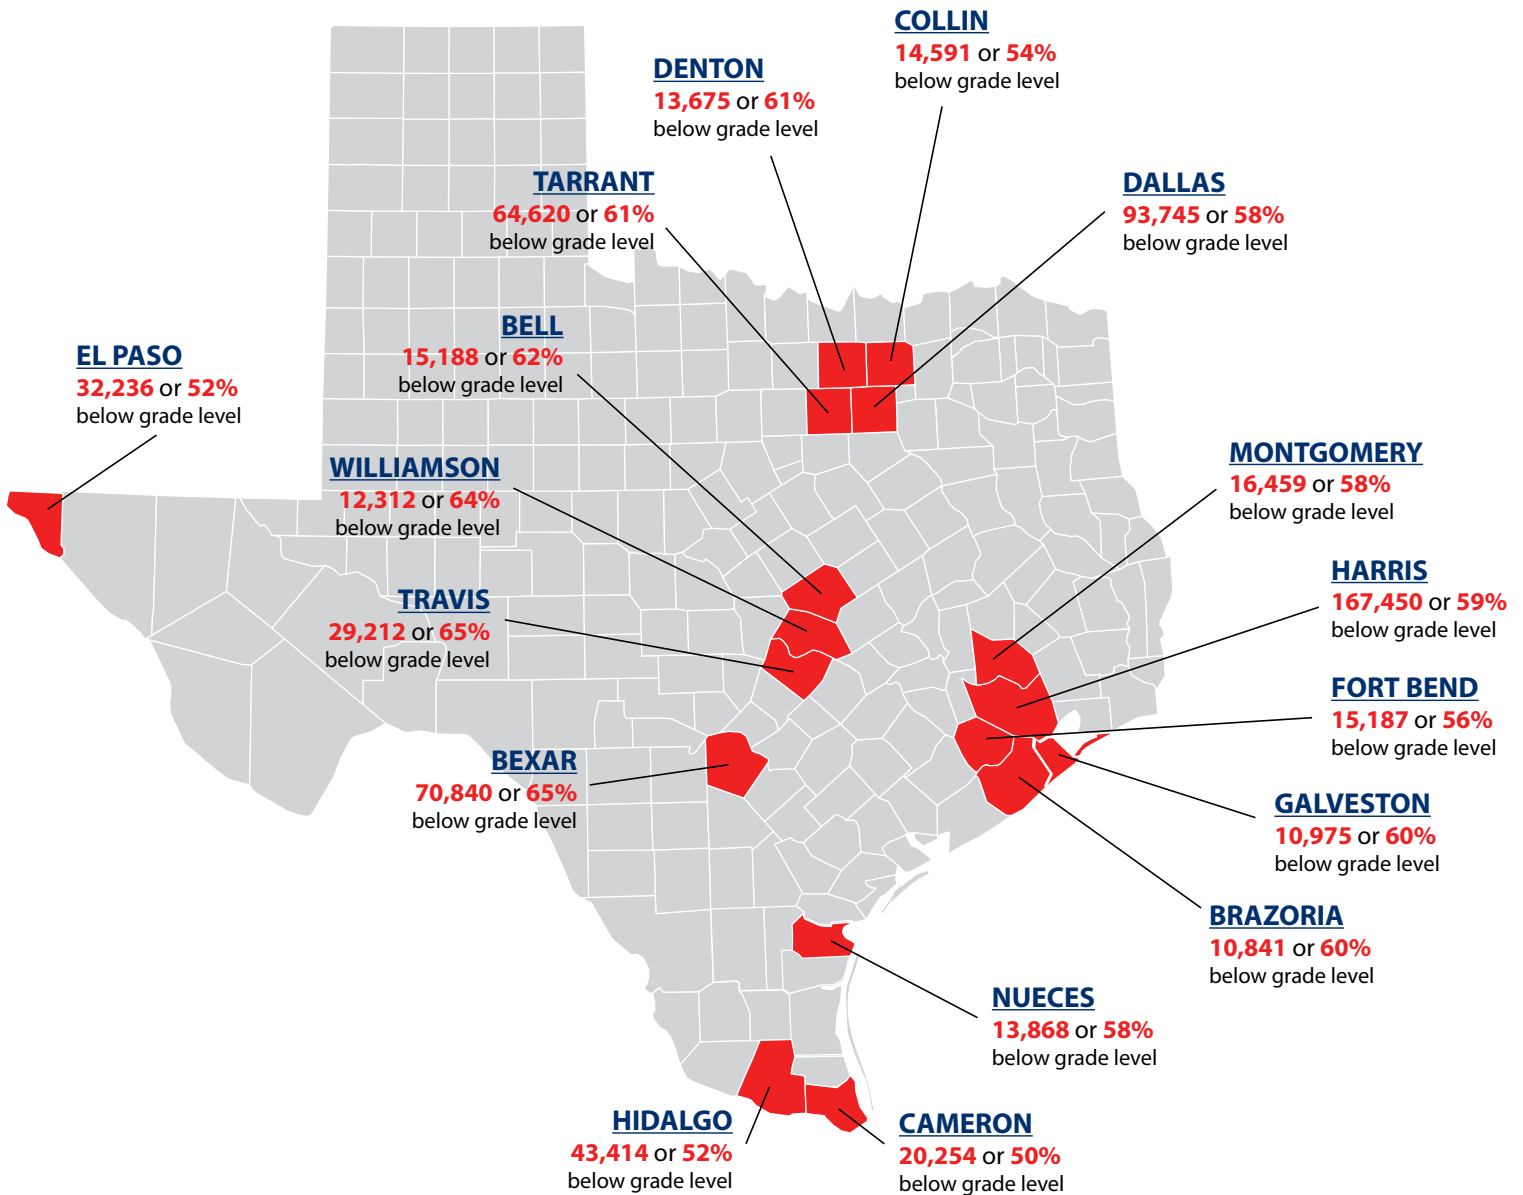 COLLIN
14,591 or 54%
below grade level
DENTON
13,675 or 61%
below grade level
TARRANT
64,620 or 61%
below grade level
DALLAS
93,745 or 58%
below grade level
BELL
15,188 or 62%
below grade level
EL PASO
32,236 or 52%
below grade level
WILLIAMSON
12,312 or 64%
below grade level
MONTGOMERY
16,459 or 58%
below grade level
HARRIS
167,450 or 59%
below grade level
TRAVIS
29,212 or 65%
below grade level
FORT BEND
15,187 or 56%
below grade level
BEXAR
70,840 or 65%
below grade level
GALVESTON
10,975 or 60%
below grade level
BRAZORIA
10,841 or 60%
below grade level
NUECES
13,868 or 58%
below grade level
HIDALGO
43,414 or 52%
below grade level
CAMERON
20,254 or 50%
below grade level